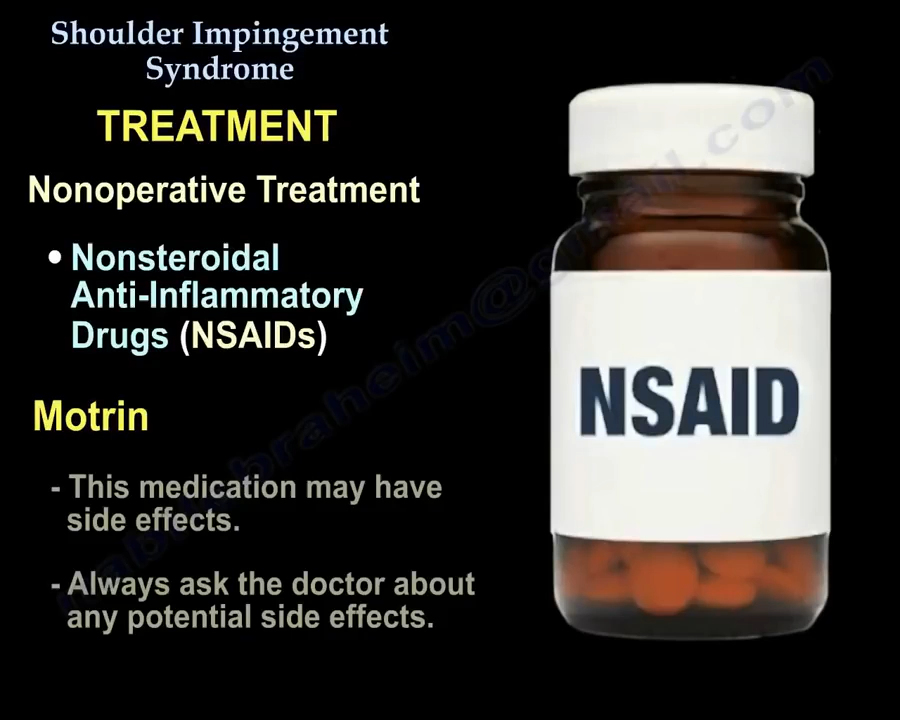 Shoulder Impingement
Syndrome
TREATMENT
Nonoperative Treatment
• Nonsteroidal
Anti-Inflammatory
Drugs (NSAIDs)
Motrin
- This medication may have
side effects.
- Always ask the doctor about
any potential side effects.
NSAID